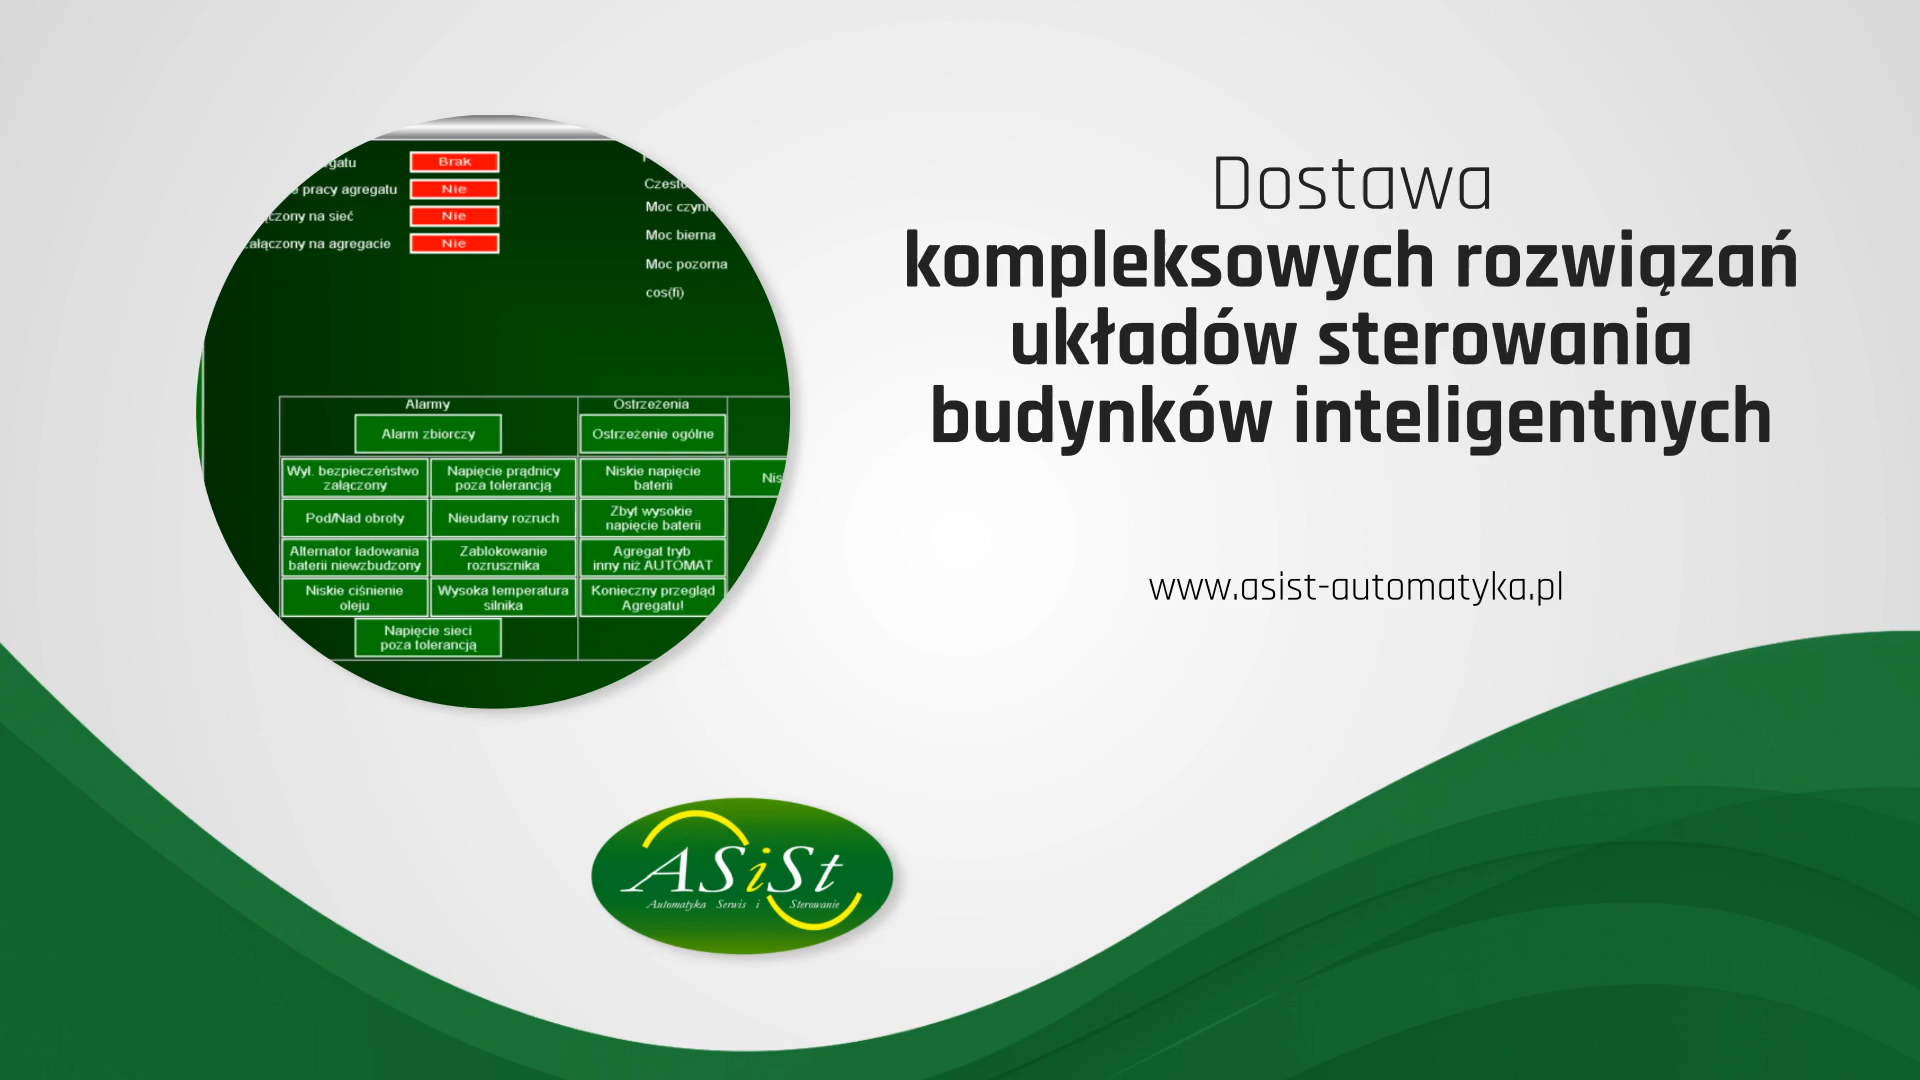 Dostawa
kompleksowych rozwiązań
układów sterowania
budynków inteligentnych
www.asist-automatyka.pl
Brak
pracy agregatu Nie
na sieć Nie
na agregacie Nie
Moc bierna
Moc pozorna
cos(fi)
Alarmy
Alarm zbiorczy
Ostrzeżenia
Ostrzeżenie ogólne
Wył. bezpieczeństwo
załączony
Napięcie prądnicy
poza tolerancją
Niskie napięcie
baterii
Pod/Nad obroty
Nieudany rozruch
Zbyt wysokie
napięcie baterii
Alternator ładowania
baterii niewzbudzony
Zablokowanie
rozrusznika
Agregat tryb
inny niż AUTOMAT
Niskie ciśnienie
oleju
Wysoka temperatura
silnika
Konieczny przegląd
Agregatu!
Napięcie sieci
poza tolerancją
ASiSt
Automatyka Serwis i Sterowanie